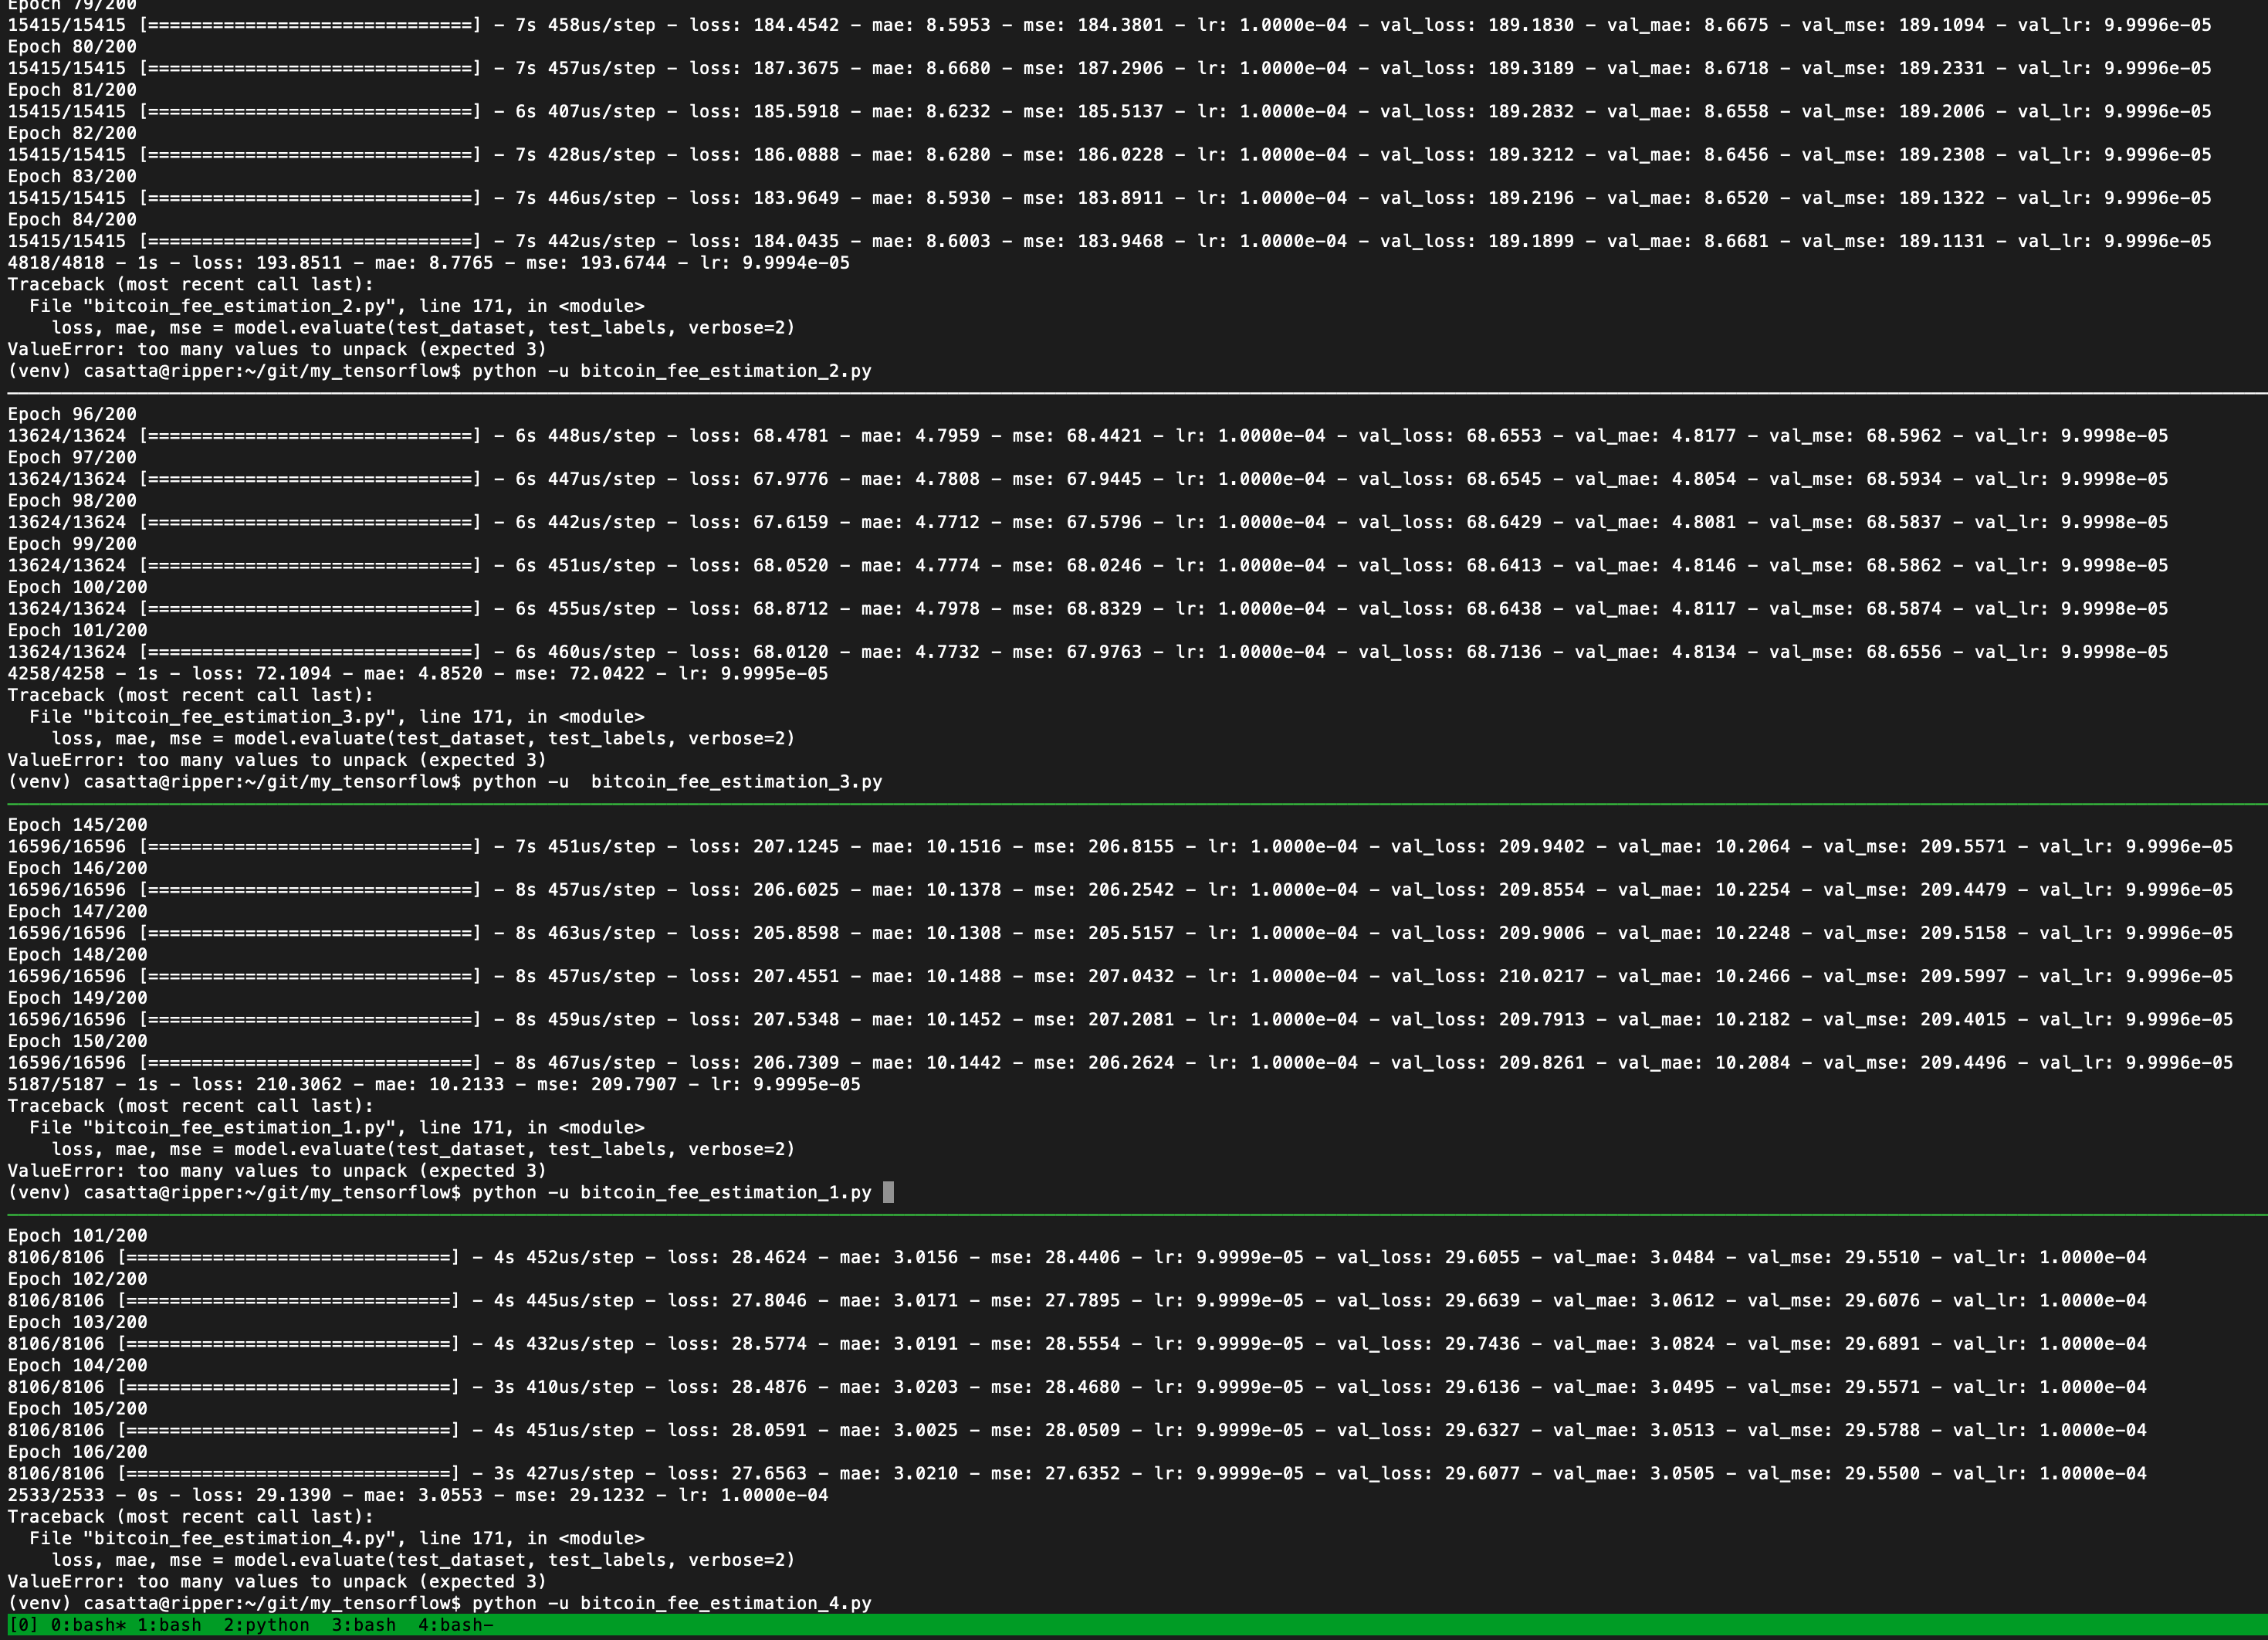 Epoch 79/200
15415/15415 [==============================] - 7s 458us/step - loss: 184.4542 - mae: 8.5953 - mse: 184.3801 - lr: 1.0000e-04 - val_loss: 189.1830 - val_mae: 8.6675 - val_mse: 189.1094 - val_lr: 9.9996e-05
Epoch 80/200
15415/15415 [==============================] - 7s 457us/step - loss: 187.3675 - mae: 8.6680 - mse: 187.2906 - lr: 1.0000e-04 - val_loss: 189.3189 - val_mae: 8.6718 - val_mse: 189.2331 - val_lr: 9.9996e-05
Epoch 81/200
15415/15415 [==============================] - 6s 407us/step - loss: 185.5918 - mae: 8.6232 - mse: 185.5137 - lr: 1.0000e-04 - val_loss: 189.2832 - val_mae: 8.6558 - val_mse: 189.2006 - val_lr: 9.9996e-05
Epoch 82/200
15415/15415 [==============================] - 7s 428us/step - loss: 186.0888 - mae: 8.6280 - mse: 186.0228 - lr: 1.0000e-04 - val_loss: 189.3212 - val_mae: 8.6456 - val_mse: 189.2308 - val_lr: 9.9996e-05
Epoch 83/200
15415/15415 [==============================] - 7s 446us/step - loss: 183.9649 - mae: 8.5930 - mse: 183.8911 - lr: 1.0000e-04 - val_loss: 189.2196 - val_mae: 8.6520 - val_mse: 189.1322 - val_lr: 9.9996e-05
Epoch 84/200
15415/15415 [==============================] - 7s 442us/step - loss: 184.0435 - mae: 8.6003 - mse: 183.9468 - lr: 1.0000e-04 - val_loss: 189.1899 - val_mae: 8.6681 - val_mse: 189.1131 - val_lr: 9.9996e-05
4818/4818 - 1s - loss: 193.8511 - mae: 8.7765 - mse: 193.6744 - lr: 9.9994e-05
Traceback (most recent call last):
  File "bitcoin_fee_estimation_2.py", line 171, in <module>
    loss, mae, mse = model.evaluate(test_dataset, test_labels, verbose=2)
ValueError: too many values to unpack (expected 3)
(venv) casatta@ripper:~/git/my_tensorflow$ python -u bitcoin_fee_estimation_2.py
Epoch 96/200
13624/13624 [==============================] - 6s 448us/step - loss: 68.4781 - mae: 4.7959 - mse: 68.4421 - lr: 1.0000e-04 - val_loss: 68.6553 - val_mae: 4.8177 - val_mse: 68.5962 - val_lr: 9.9998e-05
Epoch 97/200
13624/13624 [==============================] - 6s 447us/step - loss: 67.9776 - mae: 4.7808 - mse: 67.9445 - lr: 1.0000e-04 - val_loss: 68.6545 - val_mae: 4.8054 - val_mse: 68.5934 - val_lr: 9.9998e-05
Epoch 98/200
13624/13624 [==============================] - 6s 442us/step - loss: 67.6159 - mae: 4.7712 - mse: 67.5796 - lr: 1.0000e-04 - val_loss: 68.6429 - val_mae: 4.8081 - val_mse: 68.5837 - val_lr: 9.9998e-05
Epoch 99/200
13624/13624 [==============================] - 6s 451us/step - loss: 68.0520 - mae: 4.7774 - mse: 68.0246 - lr: 1.0000e-04 - val_loss: 68.6413 - val_mae: 4.8146 - val_mse: 68.5862 - val_lr: 9.9998e-05
Epoch 100/200
13624/13624 [==============================] - 6s 455us/step - loss: 68.8712 - mae: 4.7978 - mse: 68.8329 - lr: 1.0000e-04 - val_loss: 68.6438 - val_mae: 4.8117 - val_mse: 68.5874 - val_lr: 9.9998e-05
Epoch 101/200
13624/13624 [==============================] - 6s 460us/step - loss: 68.0120 - mae: 4.7732 - mse: 67.9763 - lr: 1.0000e-04 - val_loss: 68.7136 - val_mae: 4.8134 - val_mse: 68.6556 - val_lr: 9.9998e-05
4258/4258 - 1s - loss: 72.1094 - mae: 4.8520 - mse: 72.0422 - lr: 9.9995e-05
Traceback (most recent call last):
  File "bitcoin_fee_estimation_3.py", line 171, in <module>
    loss, mae, mse = model.evaluate(test_dataset, test_labels, verbose=2)
ValueError: too many values to unpack (expected 3)
(venv) casatta@ripper:~/git/my_tensorflow$ python -u  bitcoin_fee_estimation_3.py
Epoch 145/200
16596/16596 [==============================] - 7s 451us/step - loss: 207.1245 - mae: 10.1516 - mse: 206.8155 - lr: 1.0000e-04 - val_loss: 209.9402 - val_mae: 10.2064 - val_mse: 209.5571 - val_lr: 9.9996e-05
Epoch 146/200
16596/16596 [==============================] - 8s 457us/step - loss: 206.6025 - mae: 10.1378 - mse: 206.2542 - lr: 1.0000e-04 - val_loss: 209.8554 - val_mae: 10.2254 - val_mse: 209.4479 - val_lr: 9.9996e-05
Epoch 147/200
16596/16596 [==============================] - 8s 463us/step - loss: 205.8598 - mae: 10.1308 - mse: 205.5157 - lr: 1.0000e-04 - val_loss: 209.9006 - val_mae: 10.2248 - val_mse: 209.5158 - val_lr: 9.9996e-05
Epoch 148/200
16596/16596 [==============================] - 8s 457us/step - loss: 207.4551 - mae: 10.1488 - mse: 207.0432 - lr: 1.0000e-04 - val_loss: 210.0217 - val_mae: 10.2466 - val_mse: 209.5997 - val_lr: 9.9996e-05
Epoch 149/200
16596/16596 [==============================] - 8s 459us/step - loss: 207.5348 - mae: 10.1452 - mse: 207.2081 - lr: 1.0000e-04 - val_loss: 209.7913 - val_mae: 10.2182 - val_mse: 209.4015 - val_lr: 9.9996e-05
Epoch 150/200
16596/16596 [==============================] - 8s 467us/step - loss: 206.7309 - mae: 10.1442 - mse: 206.2624 - lr: 1.0000e-04 - val_loss: 209.8261 - val_mae: 10.2084 - val_mse: 209.4496 - val_lr: 9.9996e-05
5187/5187 - 1s - loss: 210.3062 - mae: 10.2133 - mse: 209.7907 - lr: 9.9995e-05
Traceback (most recent call last):
  File "bitcoin_fee_estimation_1.py", line 171, in <module>
    loss, mae, mse = model.evaluate(test_dataset, test_labels, verbose=2)
ValueError: too many values to unpack (expected 3)
(venv) casatta@ripper:~/git/my_tensorflow$ python -u bitcoin_fee_estimation_1.py
Epoch 101/200
8106/8106 [==============================] - 4s 452us/step - loss: 28.4624 - mae: 3.0156 - mse: 28.4406 - lr: 9.9999e-05 - val_loss: 29.6055 - val_mae: 3.0484 - val_mse: 29.5510 - val_lr: 1.0000e-04
Epoch 102/200
8106/8106 [==============================] - 4s 445us/step - loss: 27.8046 - mae: 3.0171 - mse: 27.7895 - lr: 9.9999e-05 - val_loss: 29.6639 - val_mae: 3.0612 - val_mse: 29.6076 - val_lr: 1.0000e-04
Epoch 103/200
8106/8106 [==============================] - 4s 432us/step - loss: 28.5774 - mae: 3.0191 - mse: 28.5554 - lr: 9.9999e-05 - val_loss: 29.7436 - val_mae: 3.0824 - val_mse: 29.6891 - val_lr: 1.0000e-04
Epoch 104/200
8106/8106 [==============================] - 3s 410us/step - loss: 28.4876 - mae: 3.0203 - mse: 28.4680 - lr: 9.9999e-05 - val_loss: 29.6136 - val_mae: 3.0495 - val_mse: 29.5571 - val_lr: 1.0000e-04
Epoch 105/200
8106/8106 [==============================] - 4s 451us/step - loss: 28.0591 - mae: 3.0025 - mse: 28.0509 - lr: 9.9999e-05 - val_loss: 29.6327 - val_mae: 3.0513 - val_mse: 29.5788 - val_lr: 1.0000e-04
Epoch 106/200
8106/8106 [==============================] - 3s 427us/step - loss: 27.6563 - mae: 3.0210 - mse: 27.6352 - lr: 9.9999e-05 - val_loss: 29.6077 - val_mae: 3.0505 - val_mse: 29.5500 - val_lr: 1.0000e-04
2533/2533 - 0s - loss: 29.1390 - mae: 3.0553 - mse: 29.1232 - lr: 1.0000e-04
Traceback (most recent call last):
  File "bitcoin_fee_estimation_4.py", line 171, in <module>
    loss, mae, mse = model.evaluate(test_dataset, test_labels, verbose=2)
ValueError: too many values to unpack (expected 3)
(venv) casatta@ripper:~/git/my_tensorflow$ python -u bitcoin_fee_estimation_4.py
[0] 0:bash* 1:bash  2:python  3:bash  4:bash-